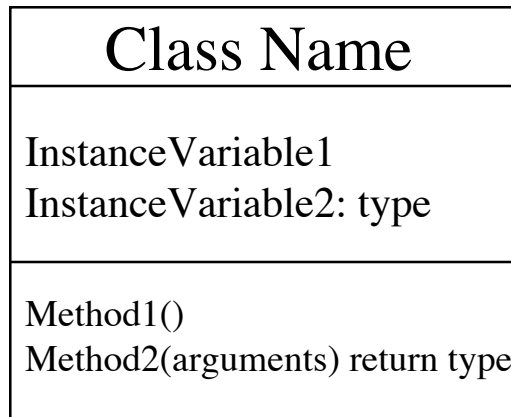 Class Name
InstanceVariable1
InstanceVariable2: type
Method1()
Method2(arguments) return type